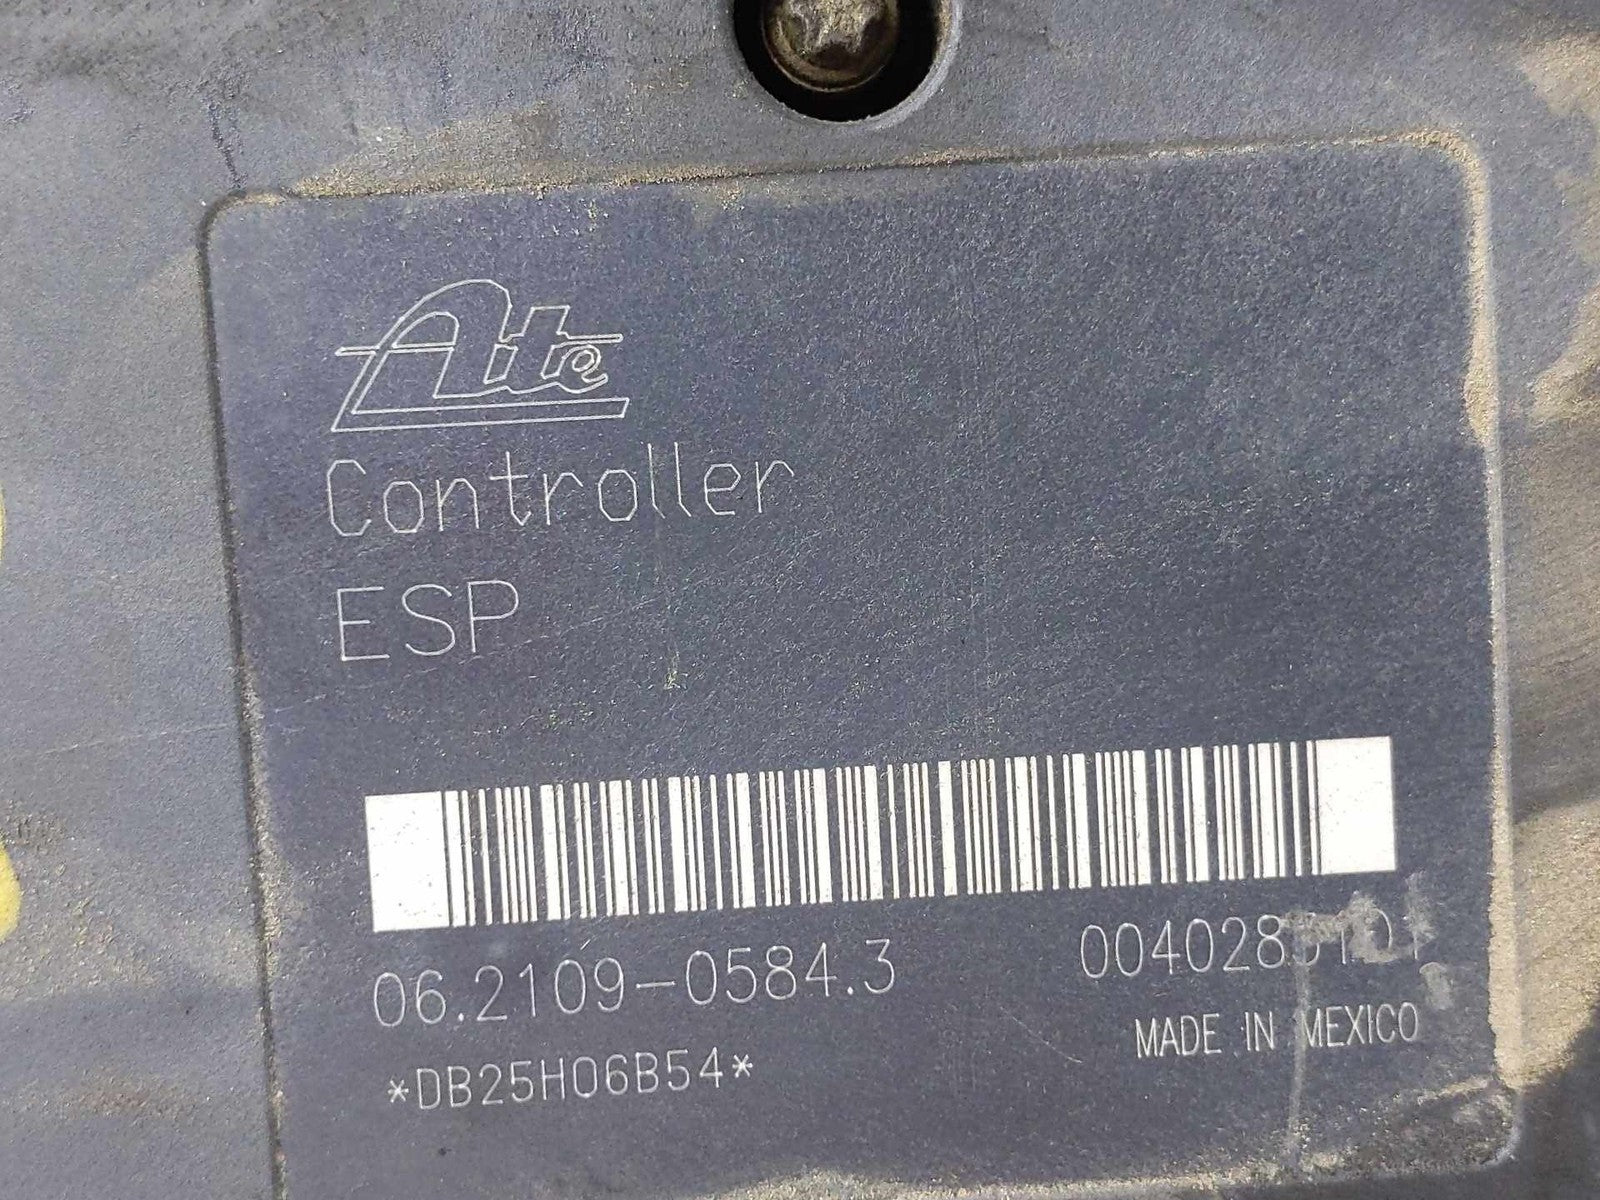 Ate
Controller
ESP
06.2109-0584.3
MADE IN MEXICO
*DB25H06B54*